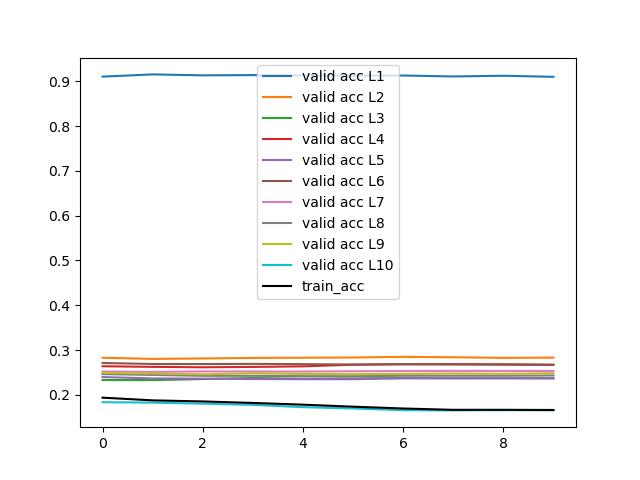 0.9
0.8
0.7
0.6
0.5
0.4
0.3
0.2
valid acc L1
valid acc L2
valid acc L3
valid acc L4
valid acc L5
valid acc L6
valid acc L7
valid acc L8
valid acc L9
valid acc L10
train_acc
0 2 4 6 8